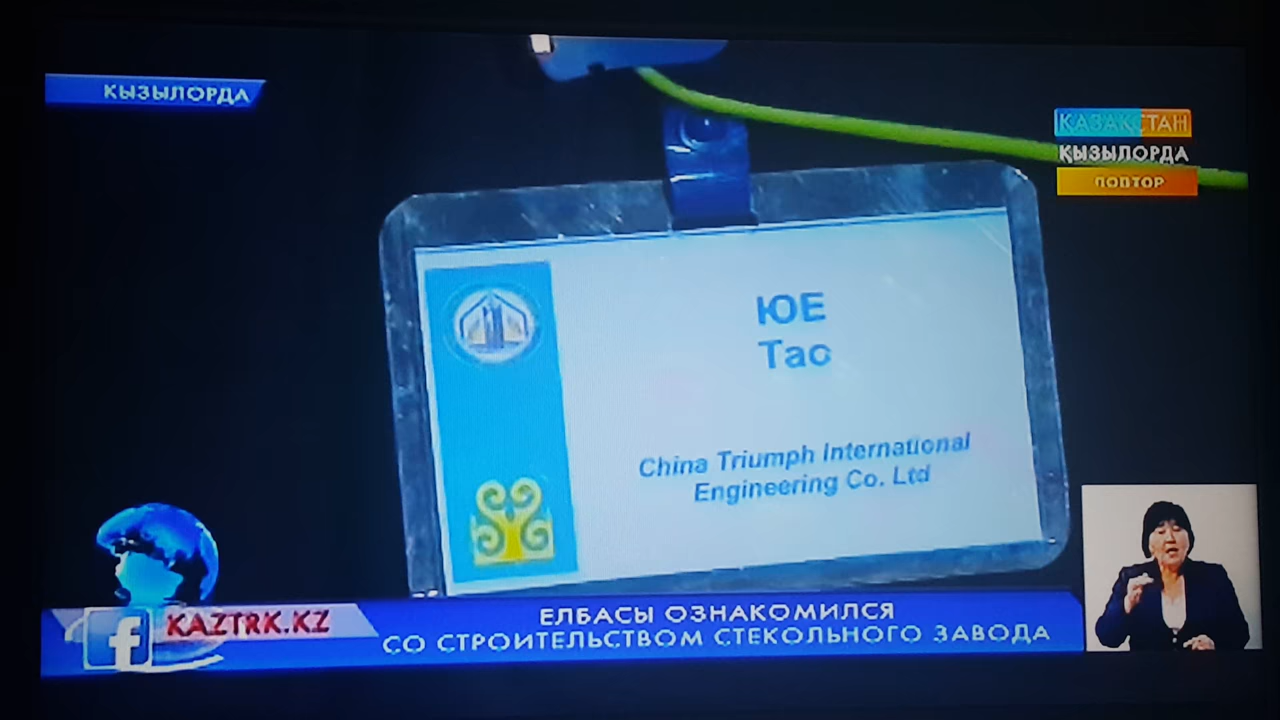 ҚЫЗЫЛОРДА
ҚАЗАҚСТАН
ҚЫЗЫЛОРДА
ПОВТОР
ЮЕ
Тао
China Triumph International
Engineering Co. Ltd
KAZTRK.KZ
ЕЛБАСЫ ОЗНАКОМИЛСЯ
СО СТРОИТЕЛЬСТВОМ СТЕКОЛЬНОГО ЗАВОДА